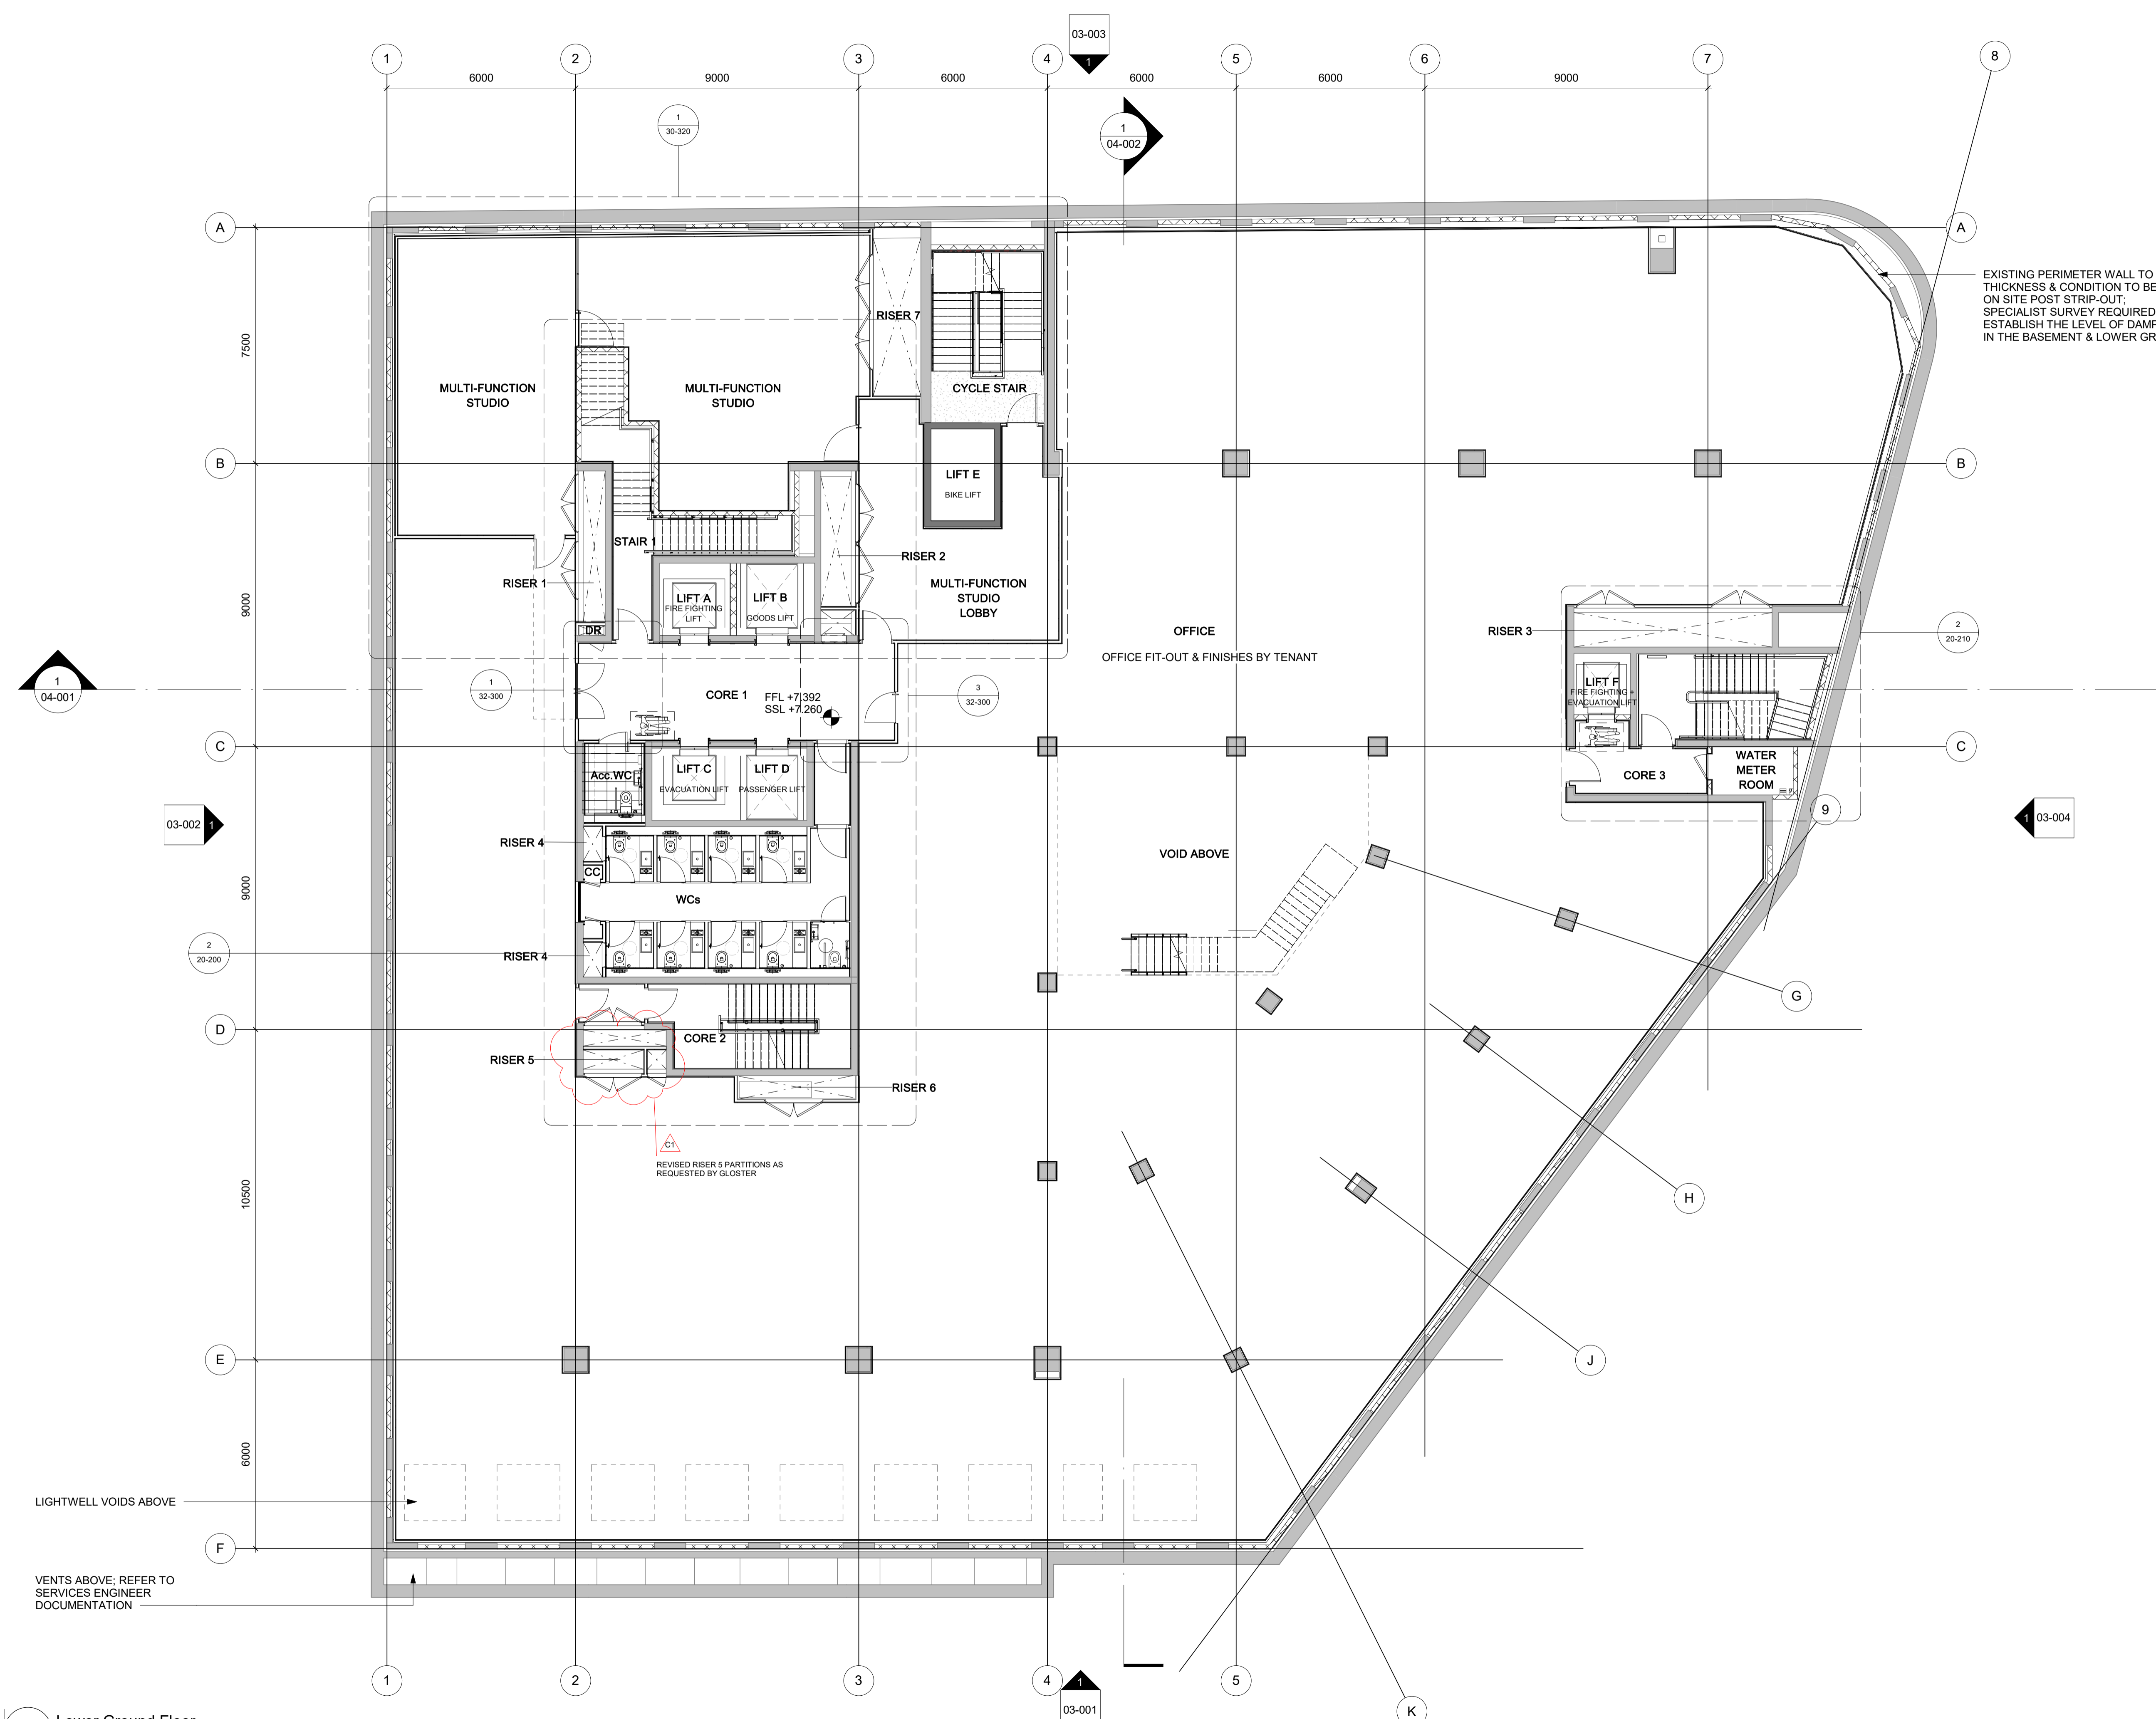 03-003
1
1
2
3
4
5
6
7
8
6000
9000
6000
6000
6000
9000
1
30-320
1
04-002
A
A
EXISTING PERIMETER WALL TO
THICKNESS & CONDITION TO BE
ON SITE POST STRIP-OUT;
SPECIALIST SURVEY REQUIRED
ESTABLISH THE LEVEL OF DAMP
IN THE BASEMENT & LOWER GR
7500
RISER 7
MULTI-FUNCTION
STUDIO
MULTI-FUNCTION
STUDIO
CYCLE STAIR
B
B
LIFT E
BIKE LIFT
STAIR 1
RISER 2
RISER 1
MULTI-FUNCTION
STUDIO
LOBBY
LIFT A
FIRE FIGHTING
LIFT
LIFT B
GOODS LIFT
9000
DR
OFFICE
OFFICE FIT-OUT & FINISHES BY TENANT
RISER 3
2
20-210
1
04-001
1
32-300
CORE 1
FFL +7.392
SSL +7.260
3
32-300
LIFT F
FIRE FIGHTING +
EVACUATION LIFT
C
C
Acc.WC
LIFT C
EVACUATION LIFT
LIFT D
PASSENGER LIFT
CORE 3
WATER
METER
ROOM
03-002
1
9
1
03-004
RISER 4
VOID ABOVE
CC
9000
WCs
2
20-200
RISER 4
G
D
CORE 2
RISER 5
RISER 6
C1
REVISED RISER 5 PARTITIONS AS
REQUESTED BY GLOSTER
10500
H
E
J
6000
LIGHTWELL VOIDS ABOVE
F
VENTS ABOVE; REFER TO
SERVICES ENGINEER
DOCUMENTATION
1
2
3
4
5
1
03-001
K
Lower Ground Floor